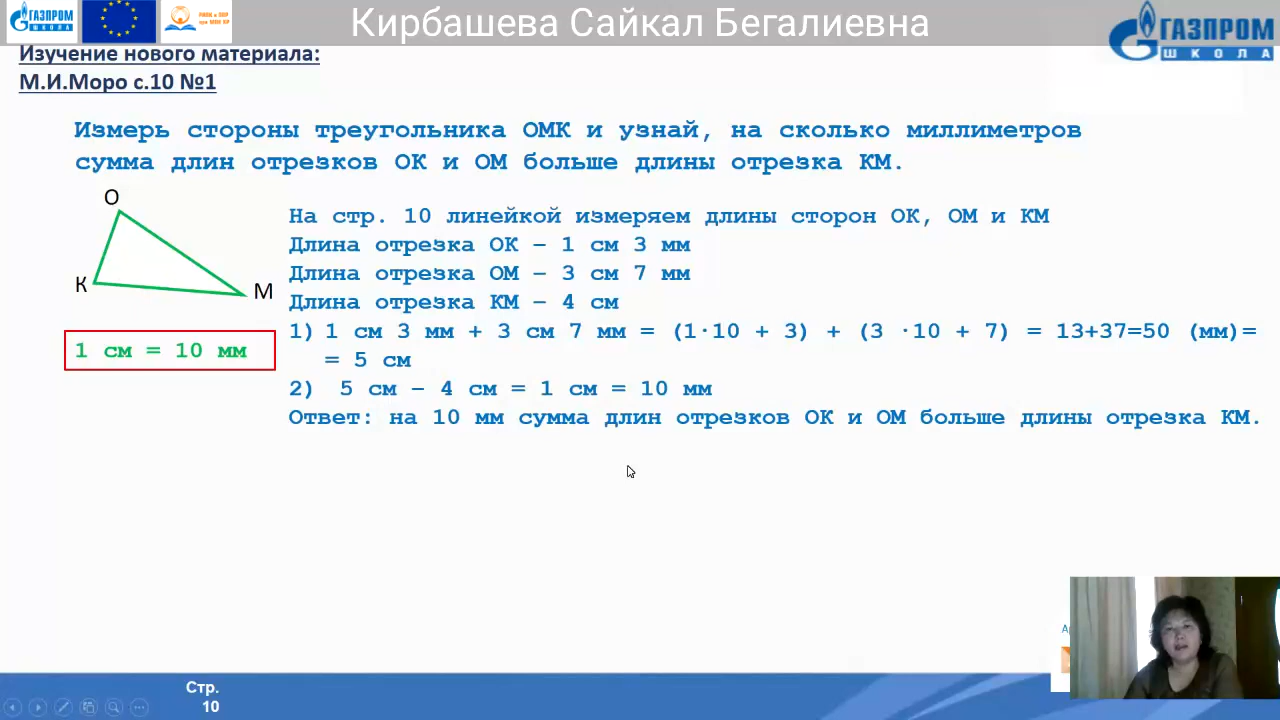 ГАЗПРОМ
ШКОЛА
Кирбашева Сайкал Бегалиевна
ГАЗПРОМ
ШКОЛА
Изучение нового материала:
М.И.Моро с.10 №1
Измерь стороны треугольника ОМК и узнай, на сколько миллиметров
сумма длин отрезков ОК и ОМ больше длины отрезка КМ.
О
К
М
1 см = 10 мм
На стр. 10 линейкой измеряем длины сторон ОК, ОМ и КМ
Длина отрезка ОК – 1 см 3 мм
Длина отрезка ОМ – 3 см 7 мм
Длина отрезка КМ – 4 см
1) 1 см 3 мм + 3 см 7 мм = (1·10 + 3) + (3 ·10 + 7) = 13+37=50 (мм)=
= 5 см
2) 5 см – 4 см = 1 см = 10 мм
Ответ: на 10 мм сумма длин отрезков ОК и ОМ больше длины отрезка КМ.
Стр.
10